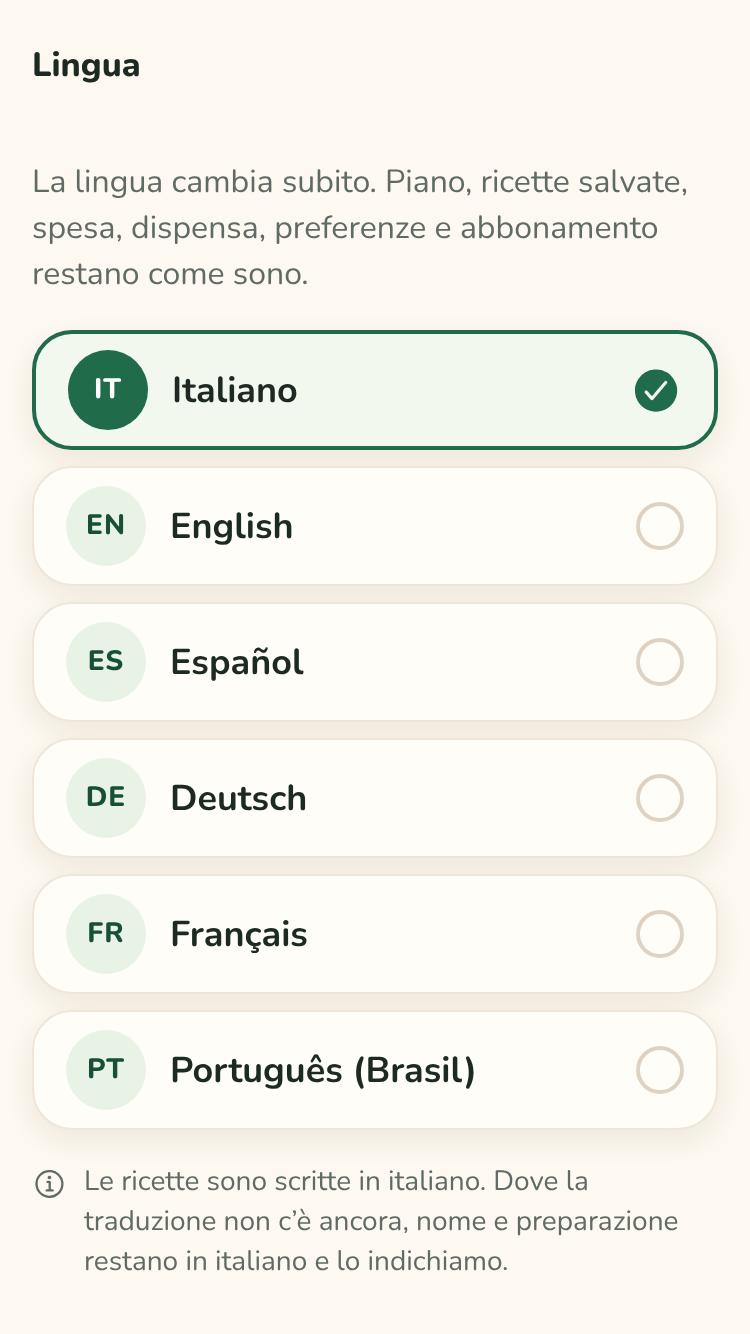 Lingua
La lingua cambia subito. Piano, ricette salvate,
spesa, dispensa, preferenze e abbonamento
restano come sono.
IT Italiano
EN English
ES Español
DE Deutsch
FR Français
PT Português (Brasil)
Le ricette sono scritte in italiano. Dove la
traduzione non c’è ancora, nome e preparazione
restano in italiano e lo indichiamo.